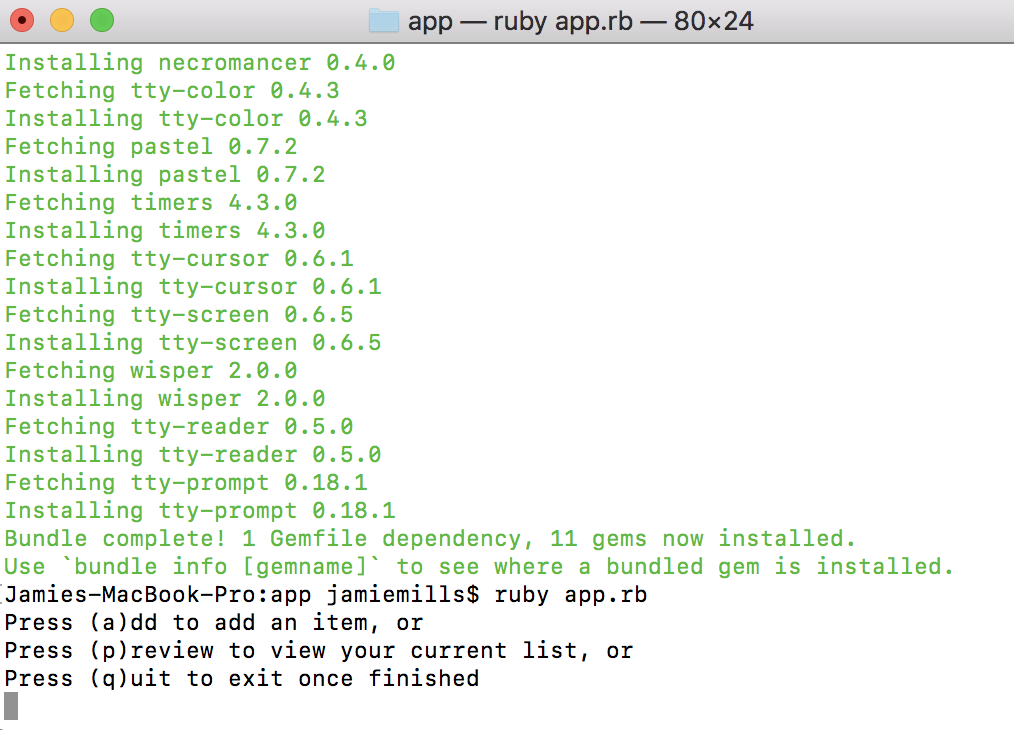 app — ruby app.rb — 80×24
Installing necromancer 0.4.0
Fetching tty-color 0.4.3
Installing tty-color 0.4.3
Fetching pastel 0.7.2
Installing pastel 0.7.2
Fetching timers 4.3.0
Installing timers 4.3.0
Fetching tty-cursor 0.6.1
Installing tty-cursor 0.6.1
Fetching tty-screen 0.6.5
Installing tty-screen 0.6.5
Fetching wisper 2.0.0
Installing wisper 2.0.0
Fetching tty-reader 0.5.0
Installing tty-reader 0.5.0
Fetching tty-prompt 0.18.1
Installing tty-prompt 0.18.1
Bundle complete! 1 Gemfile dependency, 11 gems now installed.
Use `bundle info [gemname]` to see where a bundled gem is installed.
Jamies-MacBook-Pro:app jamiemills$ ruby app.rb
Press (a)dd to add an item, or
Press (p)review to view your current list, or
Press (q)uit to exit once finished